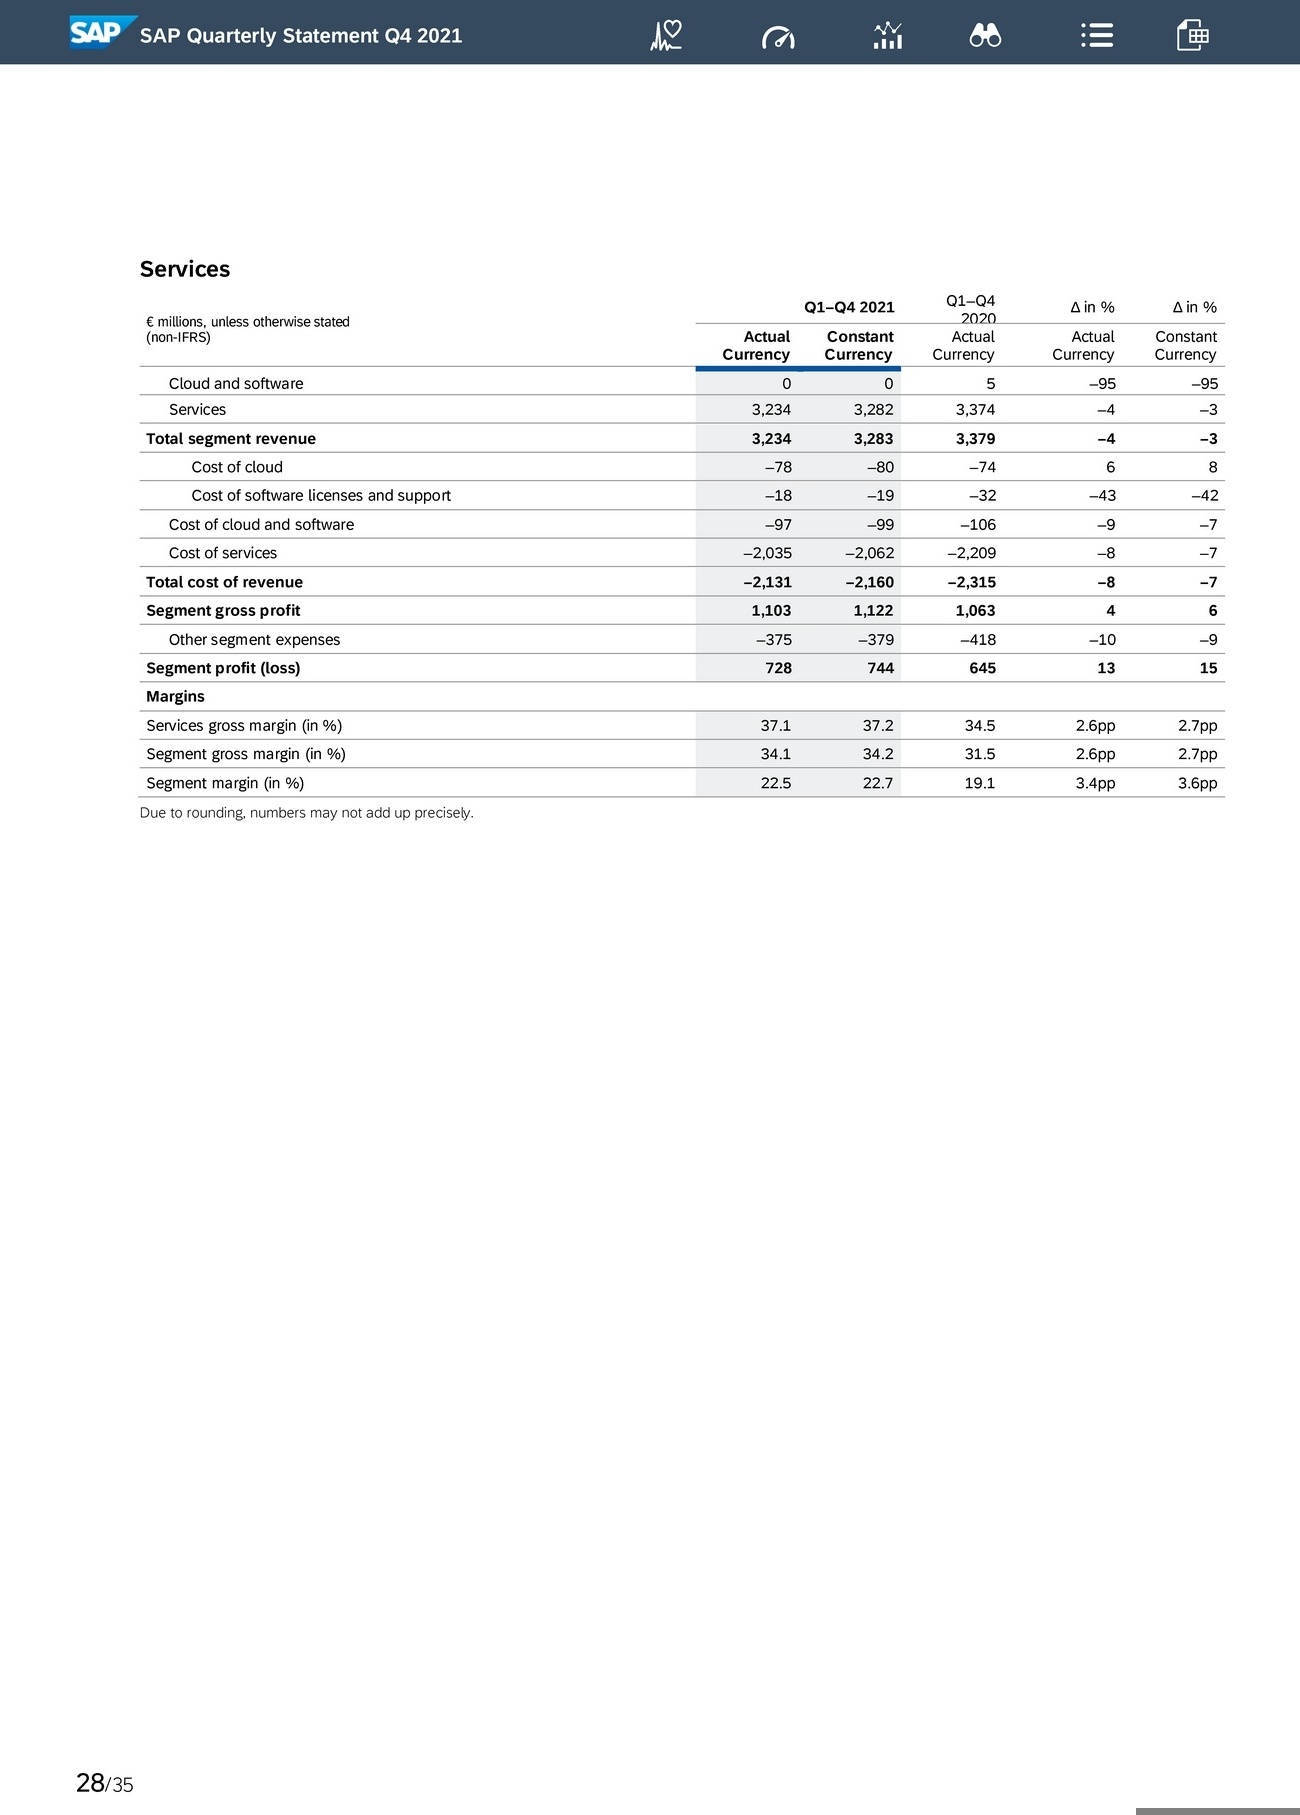 SAP SAP Quarterly Statement Q4 2021
Services
€ millions, unless otherwise stated
(non-IFRS)
Q1–Q4 2021 Q1–Q4 2020 Δ in % Δ in %
Actual Currency Constant Currency Actual Currency Actual Currency Constant Currency
Cloud and software 0 0 5 –95 –95
Services 3,234 3,282 3,374 –4 –3
Total segment revenue 3,234 3,283 3,379 –4 –3
Cost of cloud –78 –80 –74 6 8
Cost of software licenses and support –18 –19 –32 –43 –42
Cost of cloud and software –97 –99 –106 –9 –7
Cost of services –2,035 –2,062 –2,209 –8 –7
Total cost of revenue –2,131 –2,160 –2,315 –8 –7
Segment gross profit 1,103 1,122 1,063 4 6
Other segment expenses –375 –379 –418 –10 –9
Segment profit (loss) 728 744 645 13 15
Margins
Services gross margin (in %) 37.1 37.2 34.5 2.6pp 2.7pp
Segment gross margin (in %) 34.1 34.2 31.5 2.6pp 2.7pp
Segment margin (in %) 22.5 22.7 19.1 3.4pp 3.6pp
Due to rounding, numbers may not add up precisely.
28/35